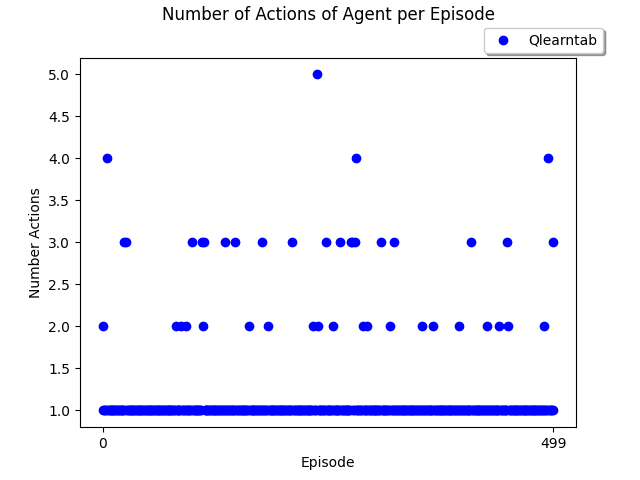 Number of Actions of Agent per Episode
Qlearntab
5.0
4.5
4.0
3.5
3.0
2.5
2.0
1.5
1.0
Number Actions
0 499
Episode